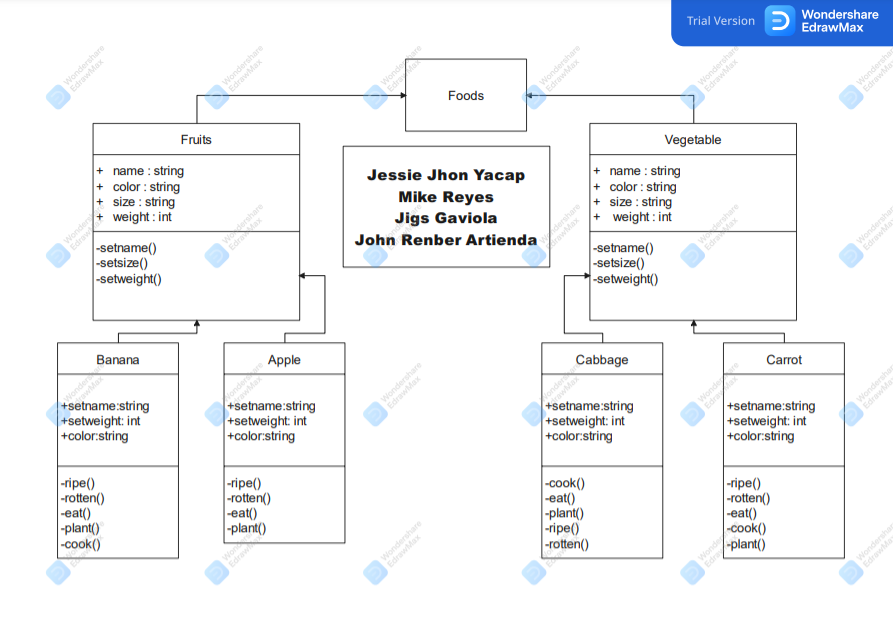 Trial Version
Wondershare
EdrawMax
Foods
Fruits
+ name : string
+ color : string
+ size : string
+ weight : int
-setname()
-setsize()
-setweight()
Jessie Jhon Yacap
Mike Reyes
Jigs Gaviola
John Renber Artienda
Vegetable
+ name : string
+ color : string
+ size : string
+ weight : int
-setname()
-setsize()
-setweight()
Banana
+setname:string
+setweight: int
+color:string
-ripe()
-rotten()
-eat()
-plant()
-cook()
Apple
+setname:string
+setweight: int
+color:string
-ripe()
-rotten()
-eat()
-plant()
Cabbage
+setname:string
+setweight: int
+color:string
-cook()
-eat()
-plant()
-ripe()
-rotten()
Carrot
+setname:string
+setweight: int
+color:string
-ripe()
-rotten()
-eat()
-cook()
-plant()